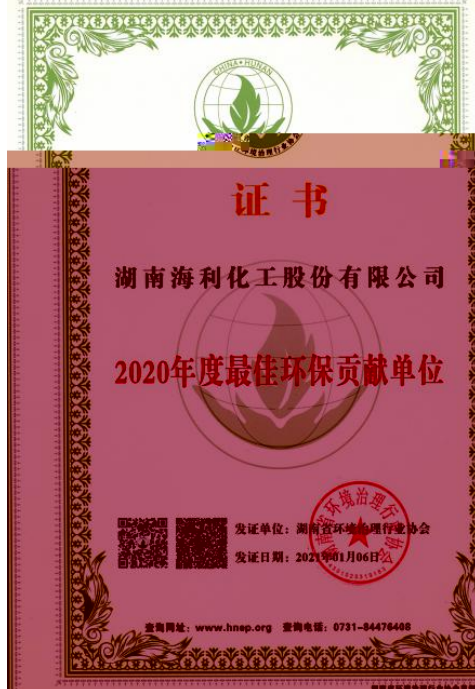 CHINA•HUNAN
证书
湖南海利化工股份有限公司
2020年度最佳环保贡献单位
发证单位：湖南省环境治理行业协会
发证日期：2021年01月06日
查询网址：www.hnep.org 查询电话：0731-84476408